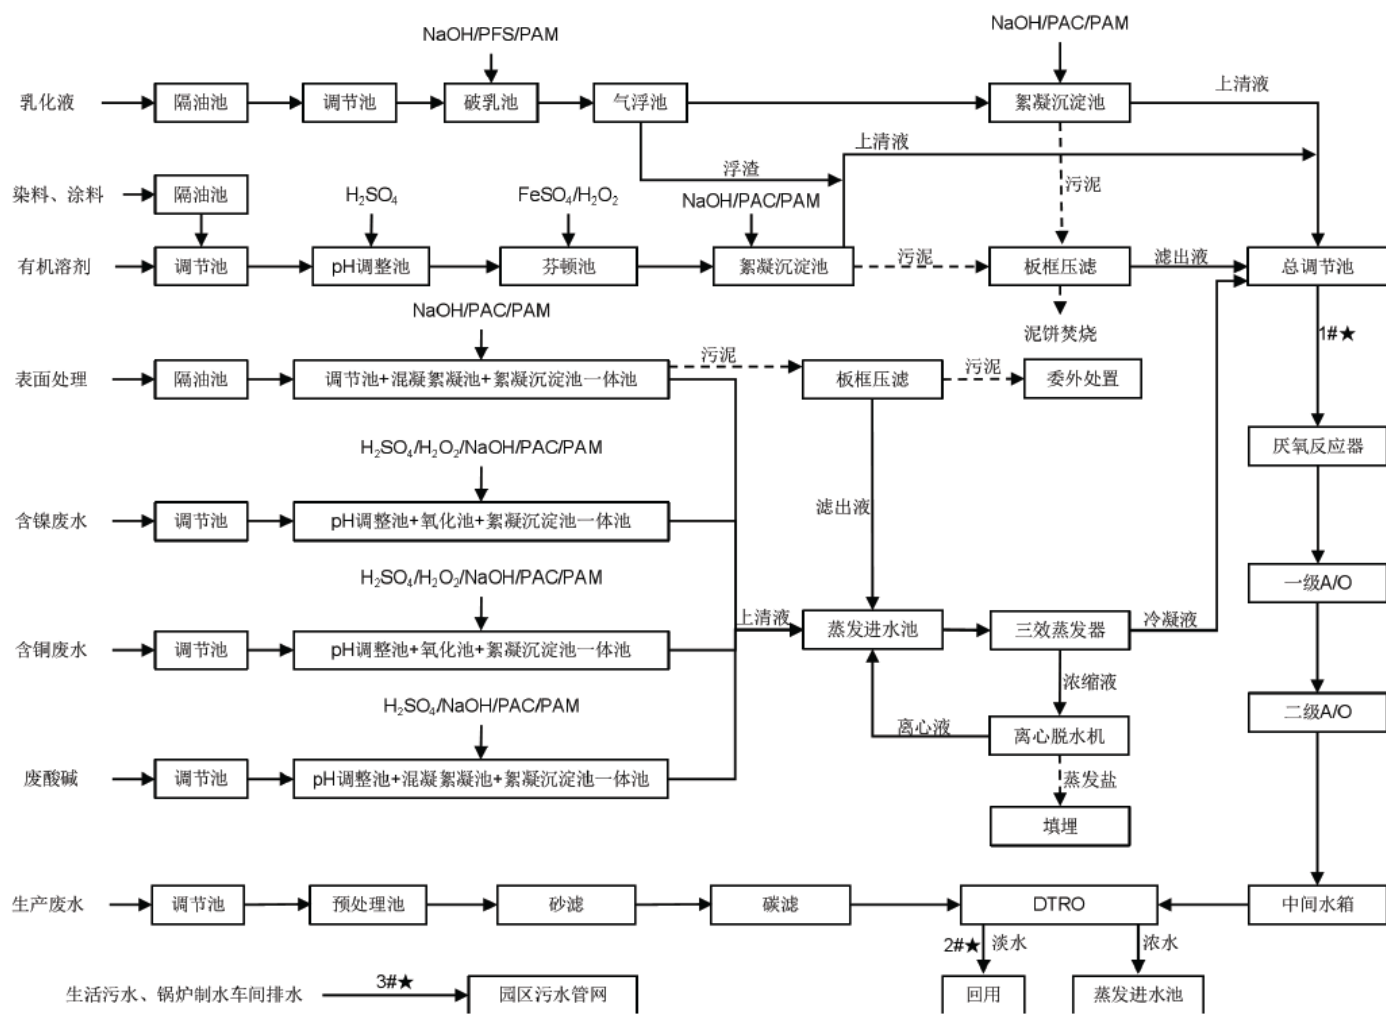 NaOH/PFS/PAM
NaOH/PAC/PAM
乳化液
隔油池
调节池
破乳池
气浮池
絮凝沉淀池
上清液
上清液
浮渣
污泥
染料、涂料
隔油池
H₂SO₄
FeSO₄/H₂O₂
NaOH/PAC/PAM
有机溶剂
调节池
pH调整池
芬顿池
絮凝沉淀池
污泥
板框压滤
滤出液
总调节池
泥饼焚烧
1#★
NaOH/PAC/PAM
表面处理
隔油池
调节池+混凝絮凝池+絮凝沉淀池一体池
污泥
板框压滤
污泥
委外处置
厌氧反应器
H₂SO₄/H₂O₂/NaOH/PAC/PAM
含镍废水
调节池
pH调整池+氧化池+絮凝沉淀池一体池
滤出液
H₂SO₄/H₂O₂/NaOH/PAC/PAM
一级A/O
含铜废水
调节池
pH调整池+氧化池+絮凝沉淀池一体池
上清液
蒸发进水池
三效蒸发器
冷凝液
浓缩液
H₂SO₄/NaOH/PAC/PAM
二级A/O
离心液
离心脱水机
废酸碱
调节池
pH调整池+混凝絮凝池+絮凝沉淀池一体池
蒸发盐
填埋
生产废水
调节池
预处理池
砂滤
碳滤
DTRO
中间水箱
2#★
淡水
浓水
生活污水、锅炉制水车间排水
3#★
园区污水管网
回用
蒸发进水池